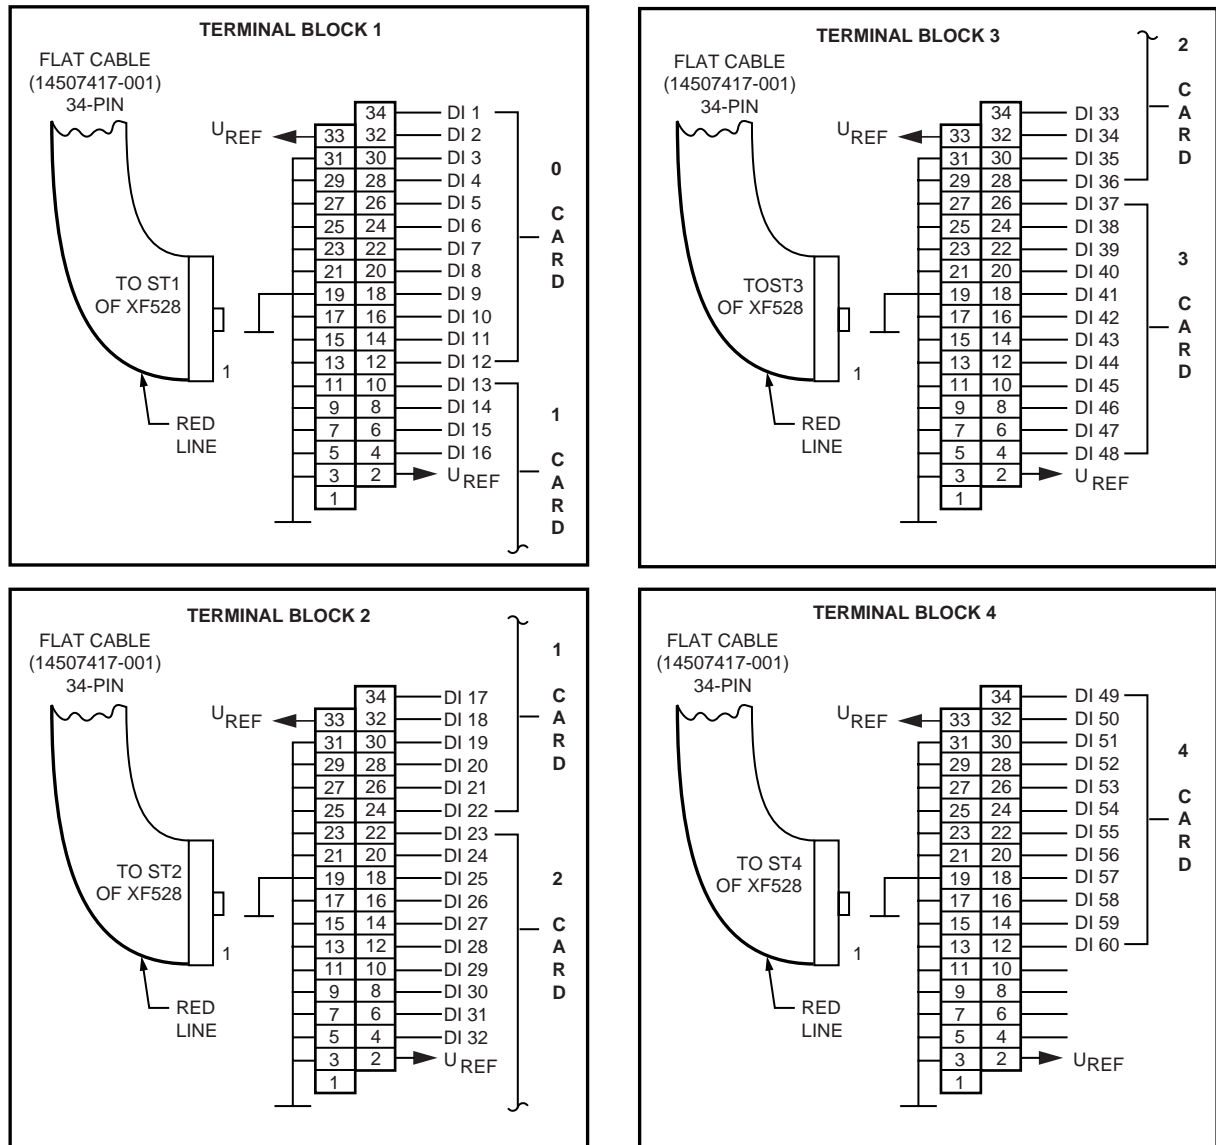 TERMINAL BLOCK 1
FLAT CABLE
(14507417-001)
34-PIN
34 DI 1
U REF 33 32 DI 2
31 30 DI 3
29 28 DI 4
27 26 DI 5
25 24 DI 6
23 22 DI 7
21 20 DI 8
19 18 DI 9
17 16 DI 10
15 14 DI 11
13 12 DI 12
11 10 DI 13
9 8 DI 14
7 6 DI 15
5 4 DI 16
3 2 U REF
1
TO ST1
OF XF528
1
RED
LINE
0 CARD
1 CARD
TERMINAL BLOCK 3
FLAT CABLE
(14507417-001)
34-PIN
34 DI 33
U REF 33 32 DI 34
31 30 DI 35
29 28 DI 36
27 26 DI 37
25 24 DI 38
23 22 DI 39
21 20 DI 40
19 18 DI 41
17 16 DI 42
15 14 DI 43
13 12 DI 44
11 10 DI 45
9 8 DI 46
7 6 DI 47
5 4 DI 48
3 2 U REF
1
TOST3
OF XF528
1
RED
LINE
2 CARD
3 CARD
TERMINAL BLOCK 2
FLAT CABLE
(14507417-001)
34-PIN
34 DI 17
U REF 33 32 DI 18
31 30 DI 19
29 28 DI 20
27 26 DI 21
25 24 DI 22
23 22 DI 23
21 20 DI 24
19 18 DI 25
17 16 DI 26
15 14 DI 27
13 12 DI 28
11 10 DI 29
9 8 DI 30
7 6 DI 31
5 4 DI 32
3 2 U REF
1
TO ST2
OF XF528
1
RED
LINE
1 CARD
2 CARD
TERMINAL BLOCK 4
FLAT CABLE
(14507417-001)
34-PIN
34 DI 49
U REF 33 32 DI 50
31 30 DI 51
29 28 DI 52
27 26 DI 53
25 24 DI 54
23 22 DI 55
21 20 DI 56
19 18 DI 57
17 16 DI 58
15 14 DI 59
13 12 DI 60
11 10
9 8
7 6
5 4
3 2 U REF
1
TO ST4
OF XF528
1
RED
LINE
4 CARD